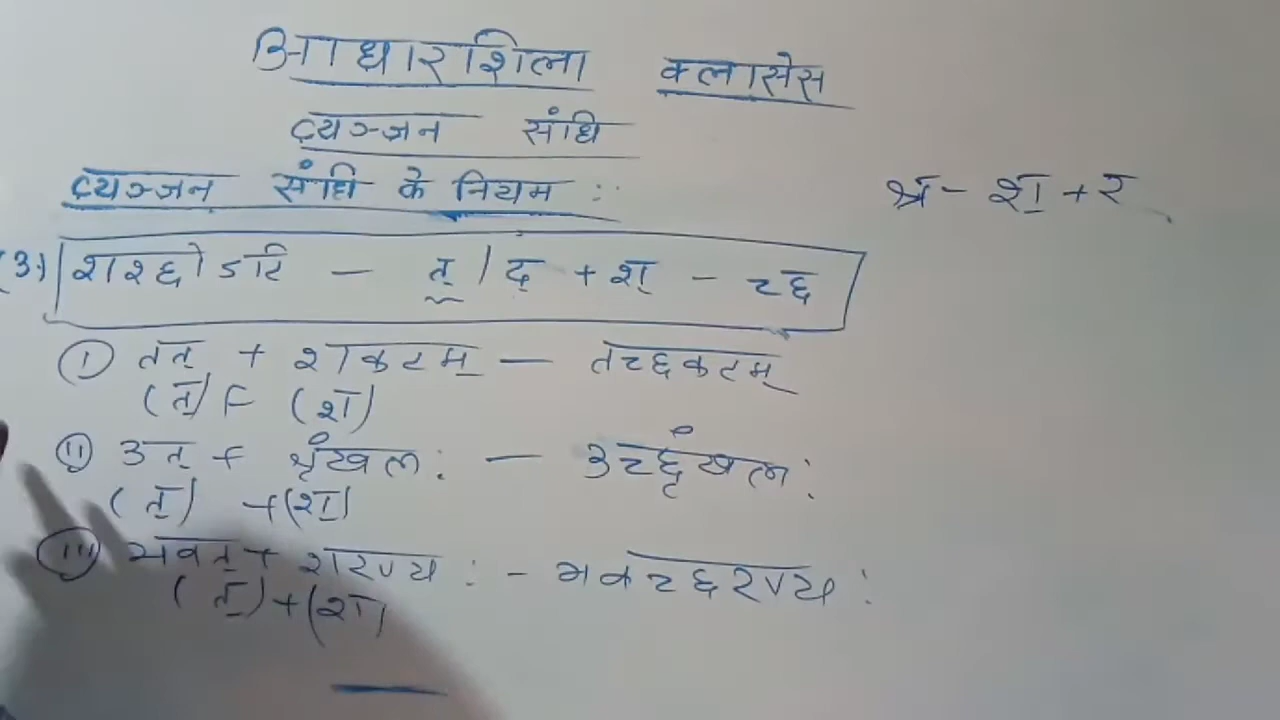 आधारशिला क्लासेस
व्यञ्जन संधि
व्यञ्जन संधि के नियम :-
श्र - श् + र
(3.) शश्छोऽटि - त् / द् + श् - च्छ
(I) तत् + शकटम् - तच्छकटम्
(त्) + (श्)
(II) उत् + श्रृंखल: - उच्छृंखल:
(त्) + (श्)
(III) भवत् + शरण्य : - भवच्छरण्य :
(त्) + (श्)